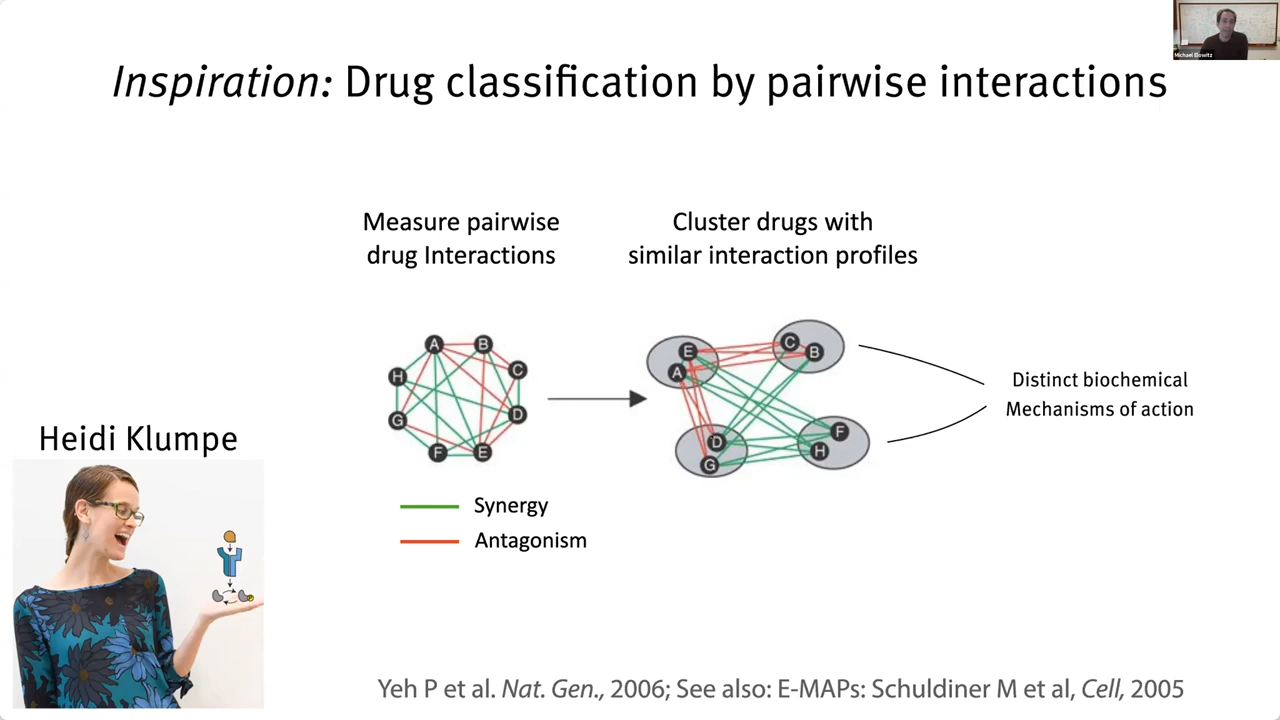 Michael Elowitz
Inspiration: Drug classification by pairwise interactions
Measure pairwise
drug Interactions
Cluster drugs with
similar interaction profiles
A
B
C
D
E
F
G
H
E
A
C
B
D
G
F
H
Distinct biochemical
Mechanisms of action
Heidi Klumpe
Synergy
Antagonism
Yeh P et al. Nat. Gen., 2006; See also: E-MAPs: Schuldiner M et al, Cell, 2005